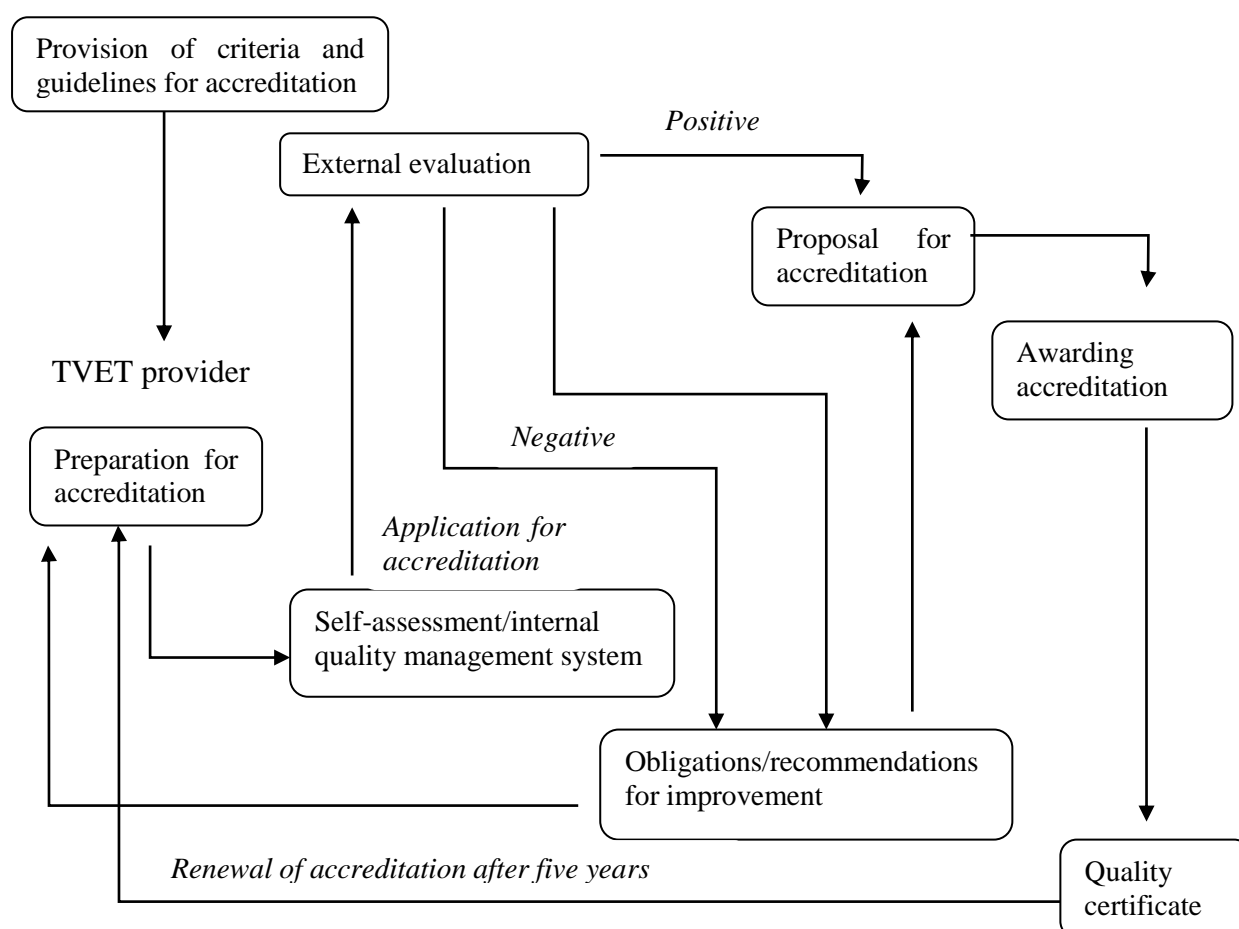 Provision of criteria and
guidelines for accreditation
Positive
External evaluation
Proposal for
accreditation
Awarding
accreditation
TVET provider
Negative
Preparation for
accreditation
Application for
accreditation
Self-assessment/internal
quality management system
Obligations/recommendations
for improvement
Renewal of accreditation after five years
Quality
certificate